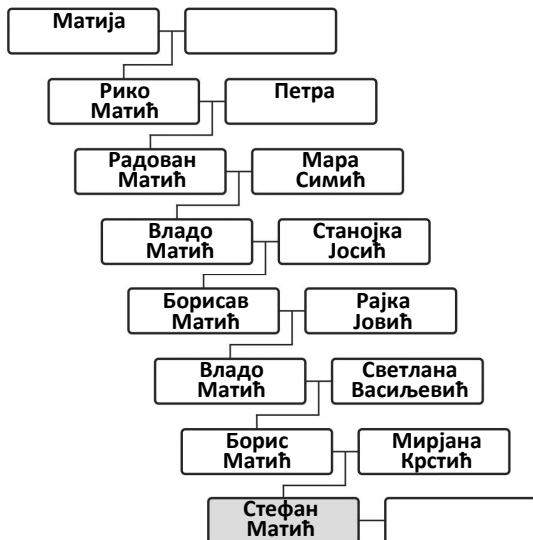 Матија
Рико
Матић
Петра
Радован
Матић
Мара
Симић
Владо
Матић
Станојка
Јосић
Борисав
Матић
Рајка
Јовић
Владо
Матић
Светлана
Васиљевић
Борис
Матић
Мирјана
Крстић
Стефан
Матић